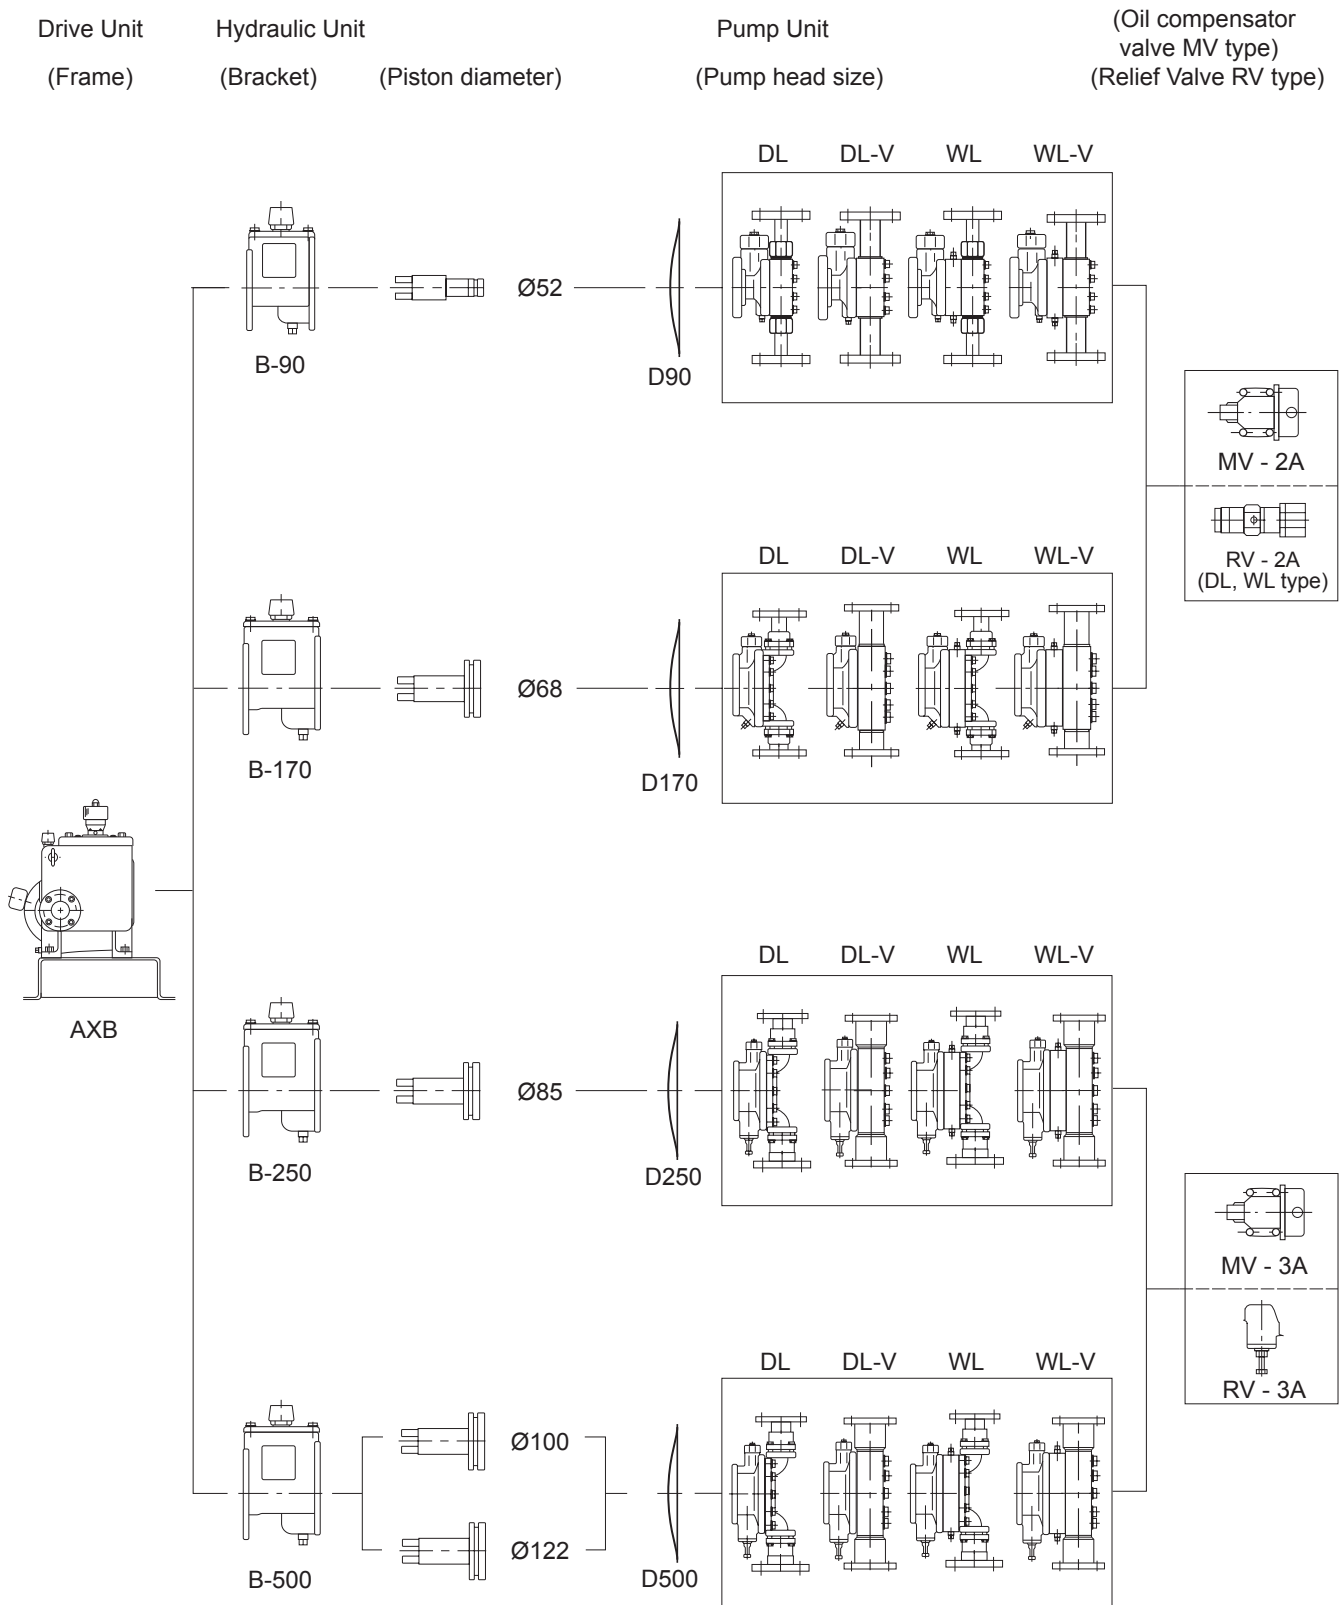 Drive Unit
(Frame)
Hydraulic Unit
(Bracket)
(Piston diameter)
Pump Unit
(Pump head size)
(Oil compensator
valve MV type)
(Relief Valve RV type)
DL DL-V WL WL-V
B-90
Ø52
D90
MV - 2A
RV - 2A
(DL, WL type)
DL DL-V WL WL-V
B-170
Ø68
D170
AXB
DL DL-V WL WL-V
B-250
Ø85
D250
MV - 3A
RV - 3A
DL DL-V WL WL-V
B-500
Ø100
Ø122
D500